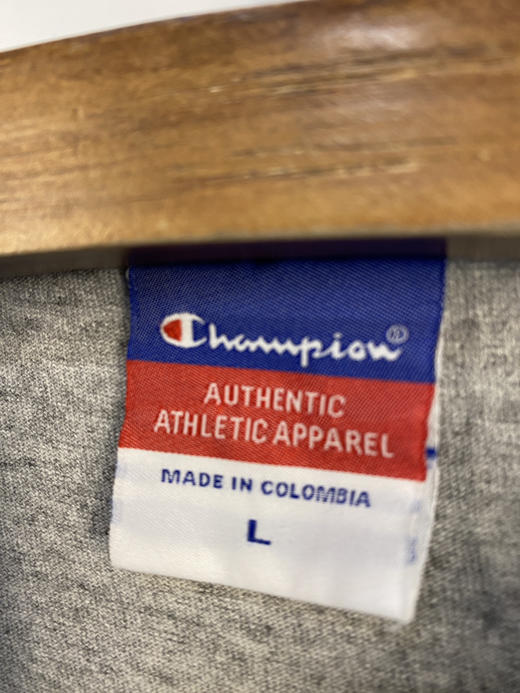 Champion®
AUTHENTIC
ATHLETIC APPAREL
MADE IN COLOMBIA
L